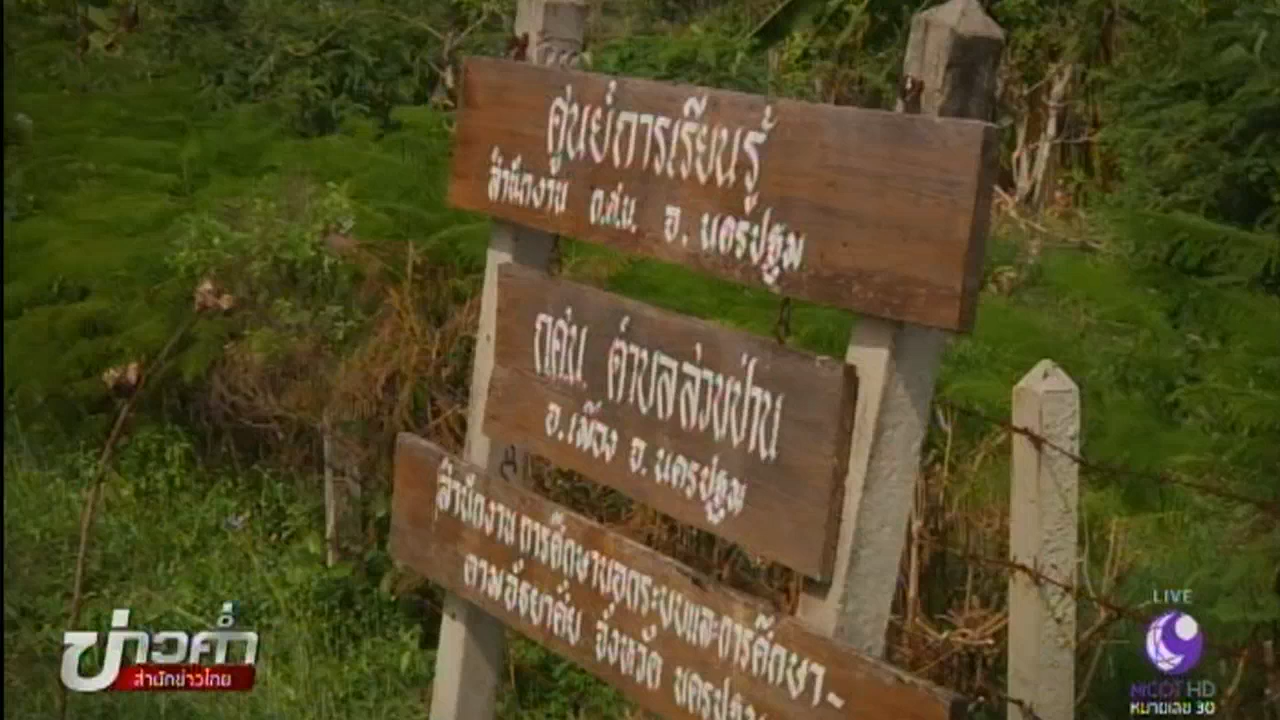 ศูนย์การเรียนรู้
สำนักงาน กศน. จ. นครปฐม
กศน. ตำบลสวนป่าน
อ.เมือง จ. นครปฐม
สำนักงานการศึกษานอกระบบและการศึกษา-
ตามอัธยาศัย จังหวัด นครปฐม
ข่าวค่ำ
สำนักข่าวไทย
LIVE
MCOT HD
หมายเลข 30